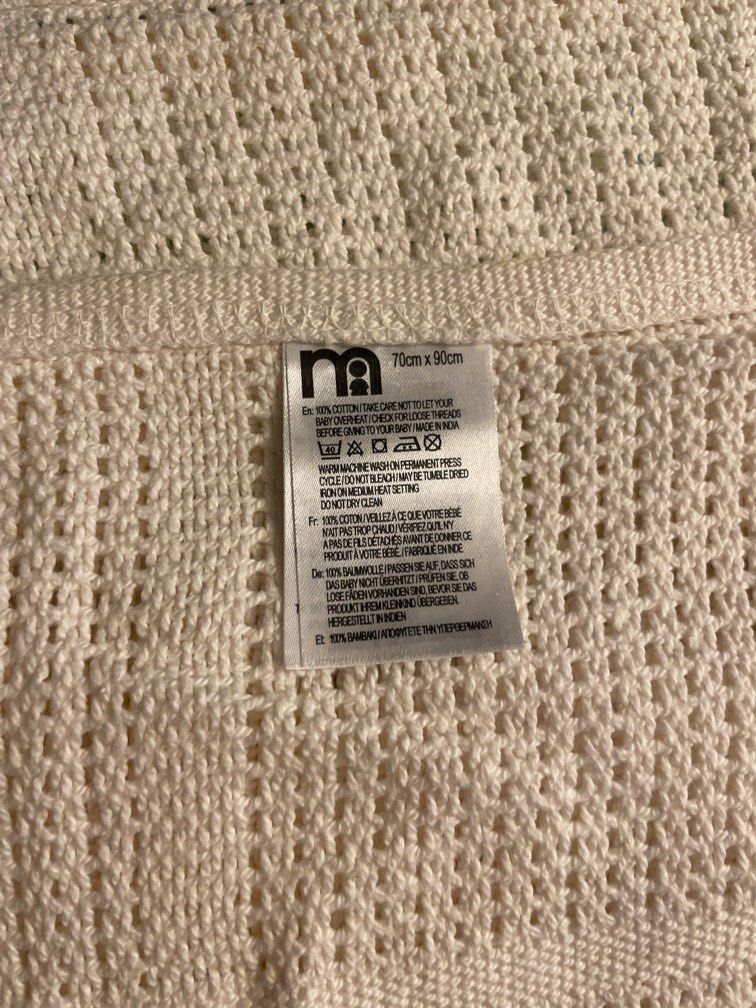 m
70cm x 90cm
En: 100% COTTON / TAKE CARE NOT TO LET YOUR
BABY OVERHEAT / CHECK FOR LOOSE THREADS
BEFORE GIVING TO YOUR BABY / MADE IN INDIA
40
WARM MACHINE WASH ON PERMANENT PRESS
CYCLE / DO NOT BLEACH / MAY BE TUMBLE DRIED
IRON ON MEDIUM HEAT SETTING
DO NOT DRY CLEAN
Fr: 100% COTON / VEILLEZ À CE QUE VOTRE BÉBÉ
N'AIT PAS TROP CHAUD / VÉRIFIEZ QU'IL N'Y
A PAS DE FILS DÉTACHÉS AVANT DE DONNER CE
PRODUIT À VOTRE BÉBÉ. / FABRIQUÉ EN INDE
De: 100% BAUMWOLLE / PASSEN SIE AUF, DASS SICH
DAS BABY NICHT ÜBERHITZT / PRÜFEN SIE, OB
LOSE FÄDEN VORHANDEN SIND, BEVOR SIE DAS
PRODUKT IHREM KLEINKIND ÜBERGEBEN.
HERGESTELLT IN INDIEN
El: 100% ΒΑΜΒΑΚΙ / ΑΠΟΦΥΓΕΤΕ ΤΗΝ ΥΠΕΡΘΕΡΜΑΝΣΗ